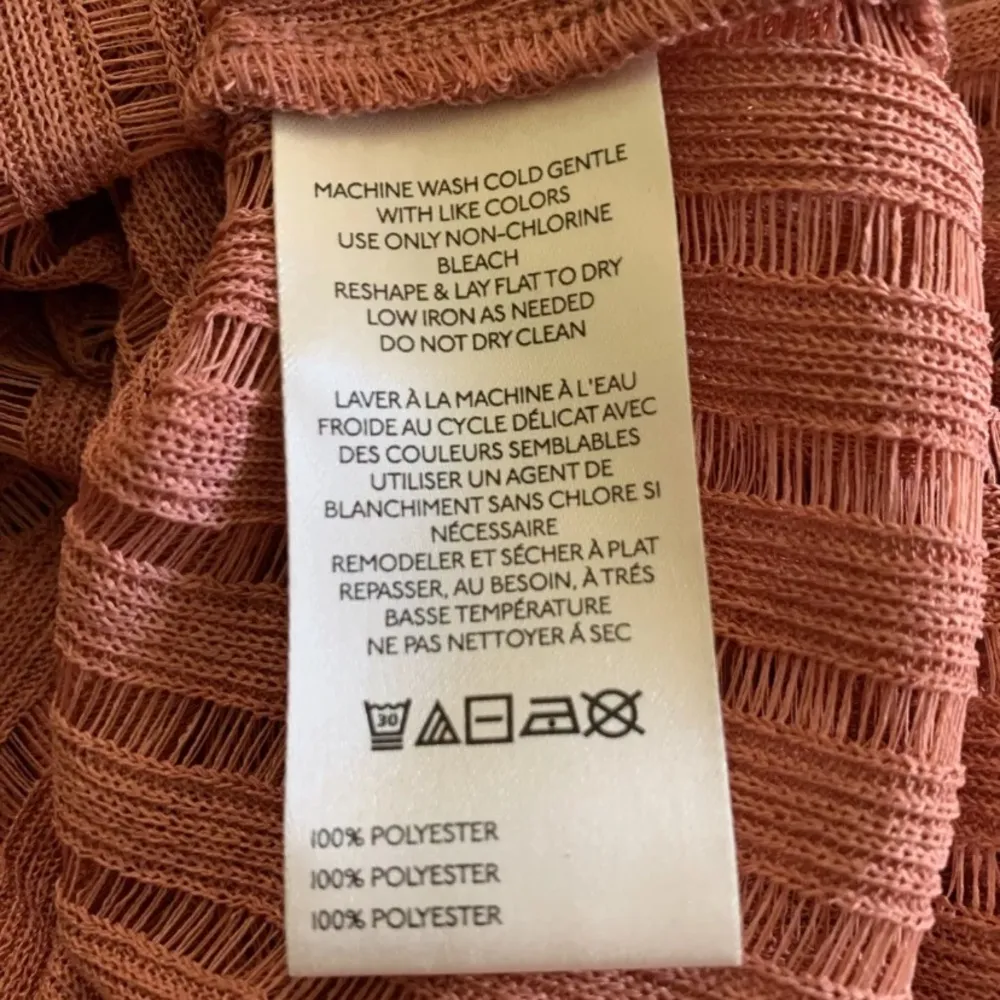 MACHINE WASH COLD GENTLE
WITH LIKE COLORS
USE ONLY NON-CHLORINE
BLEACH
RESHAPE & LAY FLAT TO DRY
LOW IRON AS NEEDED
DO NOT DRY CLEAN
LAVER À LA MACHINE À L'EAU
FROIDE AU CYCLE DÉLICAT AVEC
DES COULEURS SEMBLABLES
UTILISER UN AGENT DE
BLANCHIMENT SANS CHLORE SI
NÉCESSAIRE
REMODELER ET SÉCHER À PLAT
REPASSER, AU BESOIN, À TRÉS
BASSE TEMPÉRATURE
NE PAS NETTOYER Á SEC
30
100% POLYESTER
100% POLYESTER
100% POLYESTER